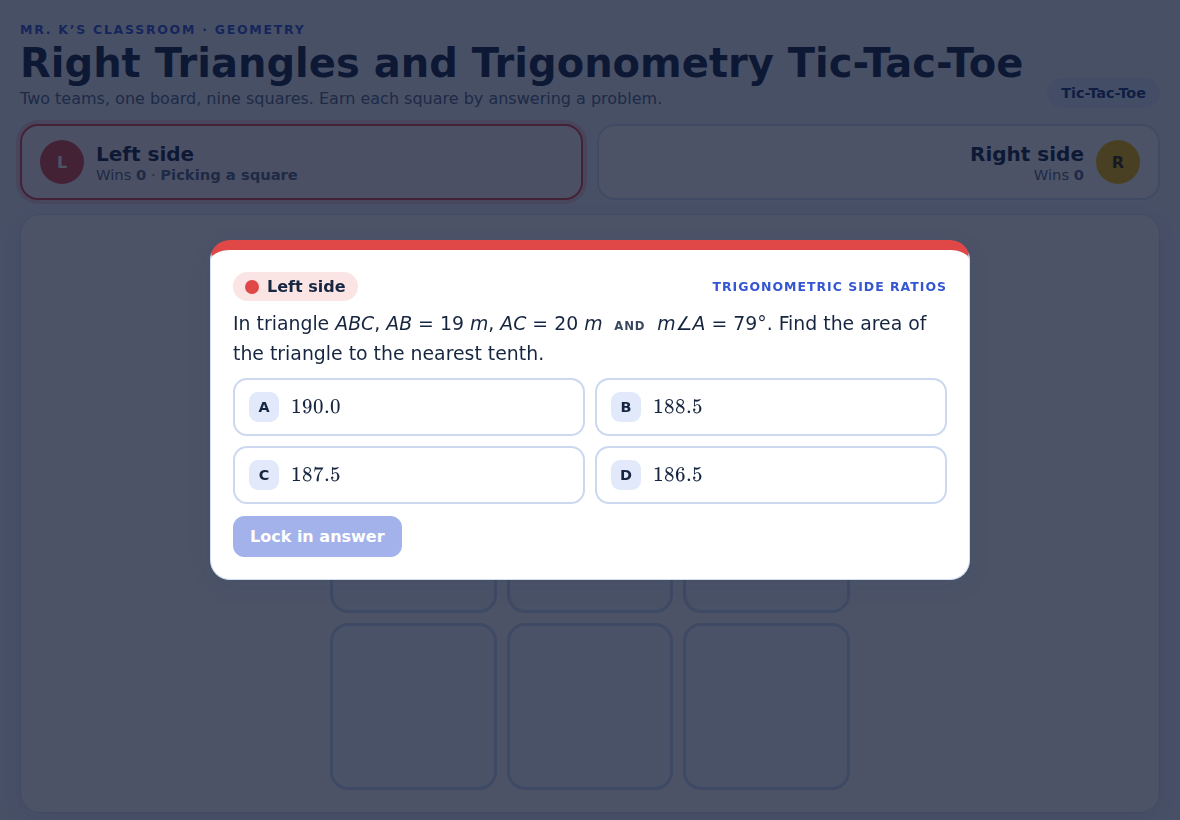 MR. K’S CLASSROOM · GEOMETRY
Right Triangles and Trigonometry Tic-Tac-Toe
Two teams, one board, nine squares. Earn each square by answering a problem.
Tic-Tac-Toe
L
Left side
Wins 0 · Picking a square
Right side
Wins 0
R
Left side
TRIGONOMETRIC SIDE RATIOS
In triangle ABC, AB = 19 m, AC = 20 m AND m∠A = 79°. Find the area of
the triangle to the nearest tenth.
A 190.0
B 188.5
C 187.5
D 186.5
Lock in answer